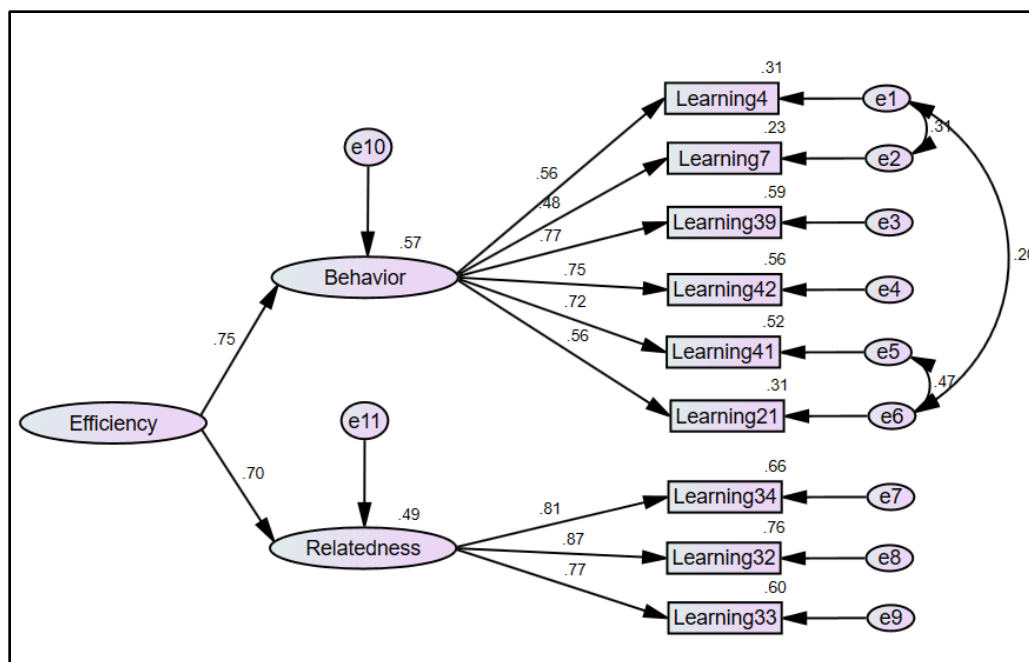 .31
Learning4
e1
.31
.23
e10
Learning7
e2
.56
.48
.59
.77
Learning39
e3
.57
.56
.20
Behavior
.75
Learning42
e4
.72
.52
.75
.56
Learning41
e5
.31
.47
Efficiency
e11
Learning21
e6
.70
.66
.81
Learning34
e7
.49
.76
Relatedness
.87
Learning32
e8
.77
.60
Learning33
e9